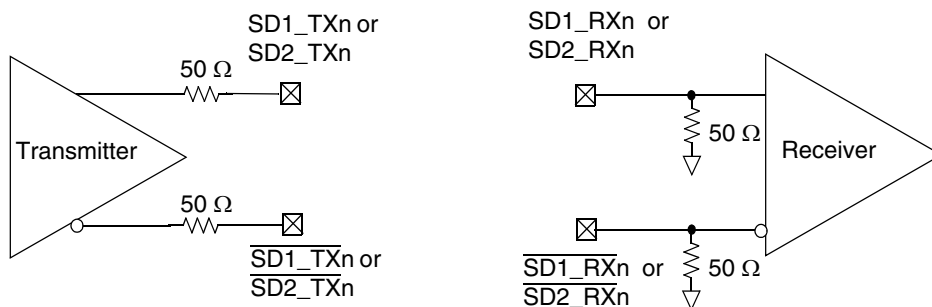 SD1_TXn or
SD2_TXn
50 Ω
Transmitter
50 Ω
SD1_TXn or
SD2_TXn
SD1_RXn or
SD2_RXn
50 Ω
Receiver
SD1_RXn or
SD2_RXn
50 Ω